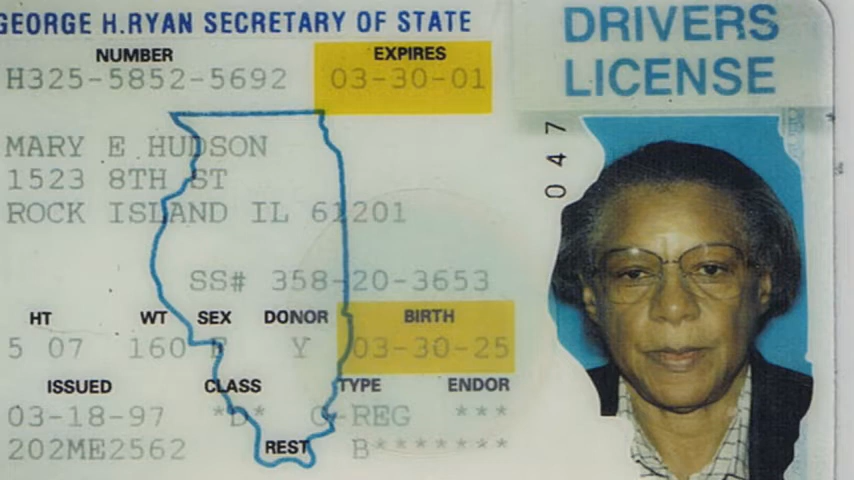 GEORGE H.RYAN SECRETARY OF STATE
DRIVERS
LICENSE
NUMBER EXPIRES
H325-5852-5692 03-30-01
047
MARY E HUDSON
1523 8TH ST
ROCK ISLAND IL 61201
SS# 358-20-3653
HT WT SEX DONOR BIRTH
5 07 160 F Y 03-30-25
ISSUED CLASS TYPE ENDOR
03-18-97 *D* O-REG ***
202ME2562 REST B*******